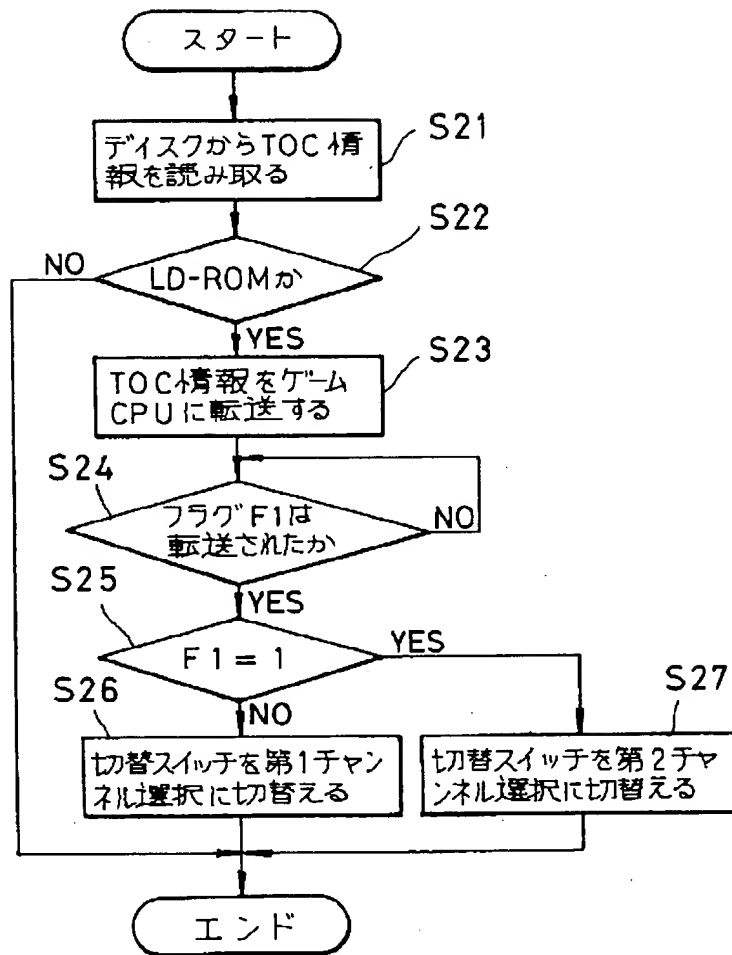 スタート
S21
ディスクからTOC情
報を読み取る
S22
NO
LD-ROMか
YES
S23
TOC情報をゲーム
CPUに転送する
S24
フラグF1は
転送されたか
NO
S25
YES
F1=1
YES
S26
NO
S27
切替スイッチを第1チャン
ネル選択に切替える
切替スイッチを第2チャ
ンネル選択に切替える
エンド